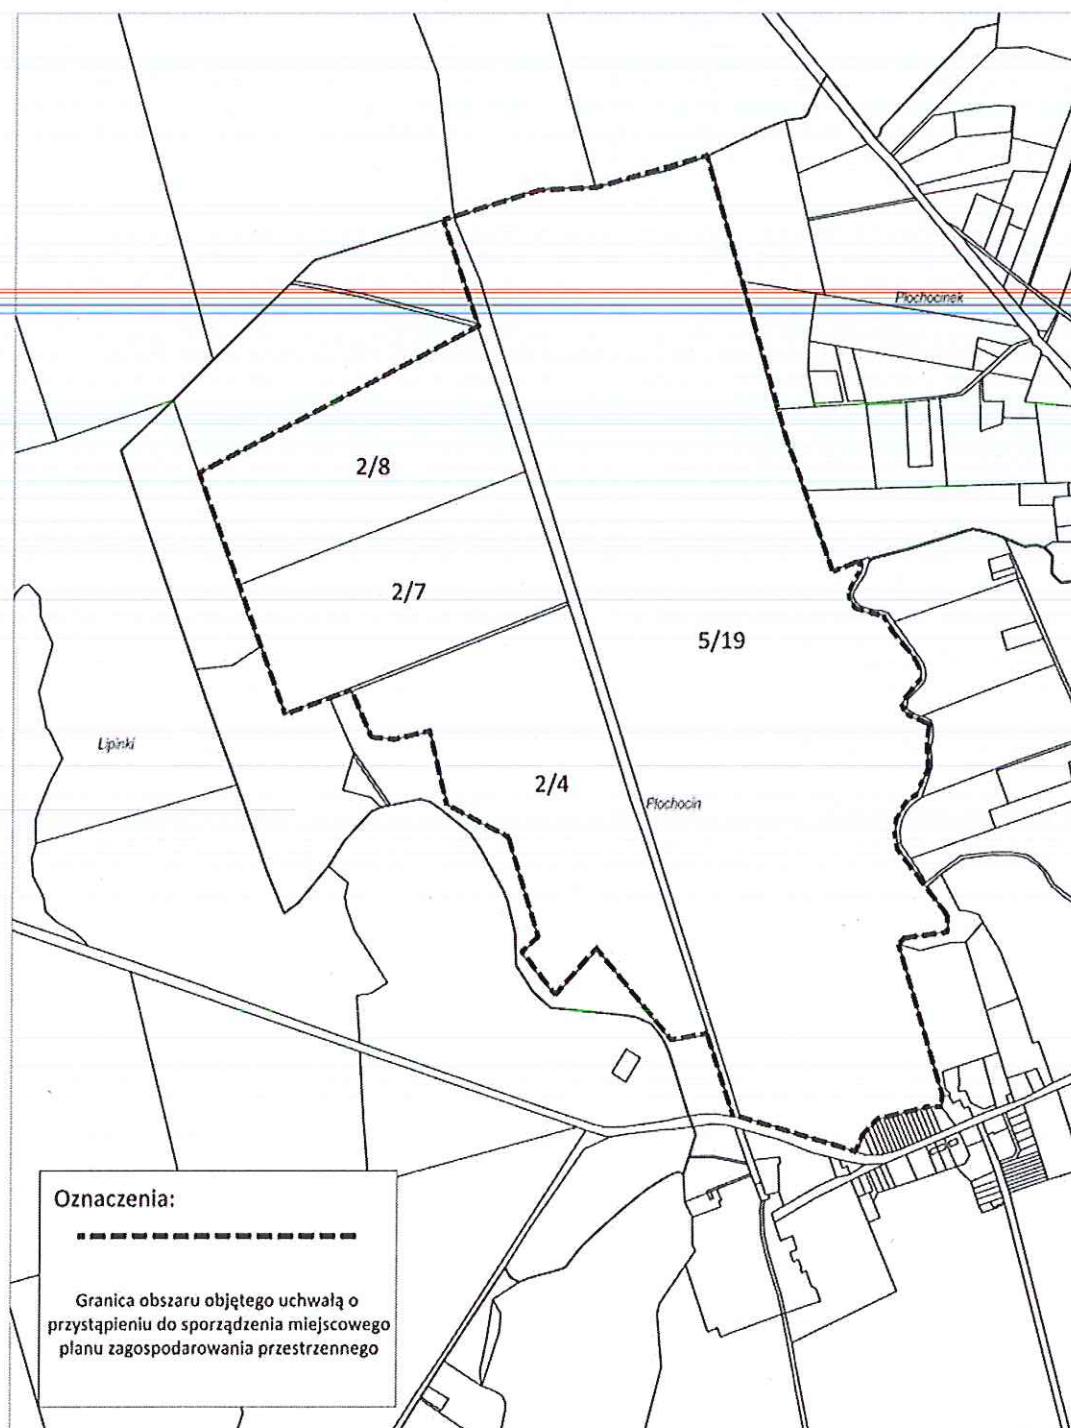 Płochocinek
2/8
2/7
5/19
Lipinki
2/4
Płochocin
Oznaczenia:
Granica obszaru objętego uchwałą o
przystąpieniu do sporządzenia miejscowego
planu zagospodarowania przestrzennego